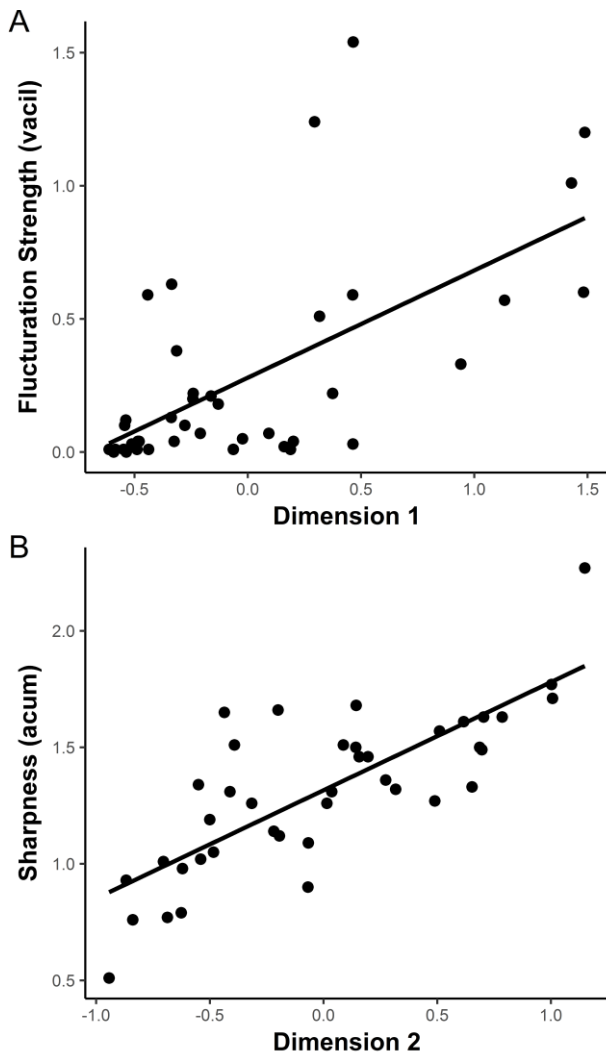 A
Flucturation Strength (vacil)
1.5
1.0
0.5
0.0
-0.5 0.0 0.5 1.0 1.5
Dimension 1
B
Sharpness (acum)
2.0
1.5
1.0
0.5
-1.0 -0.5 0.0 0.5 1.0
Dimension 2